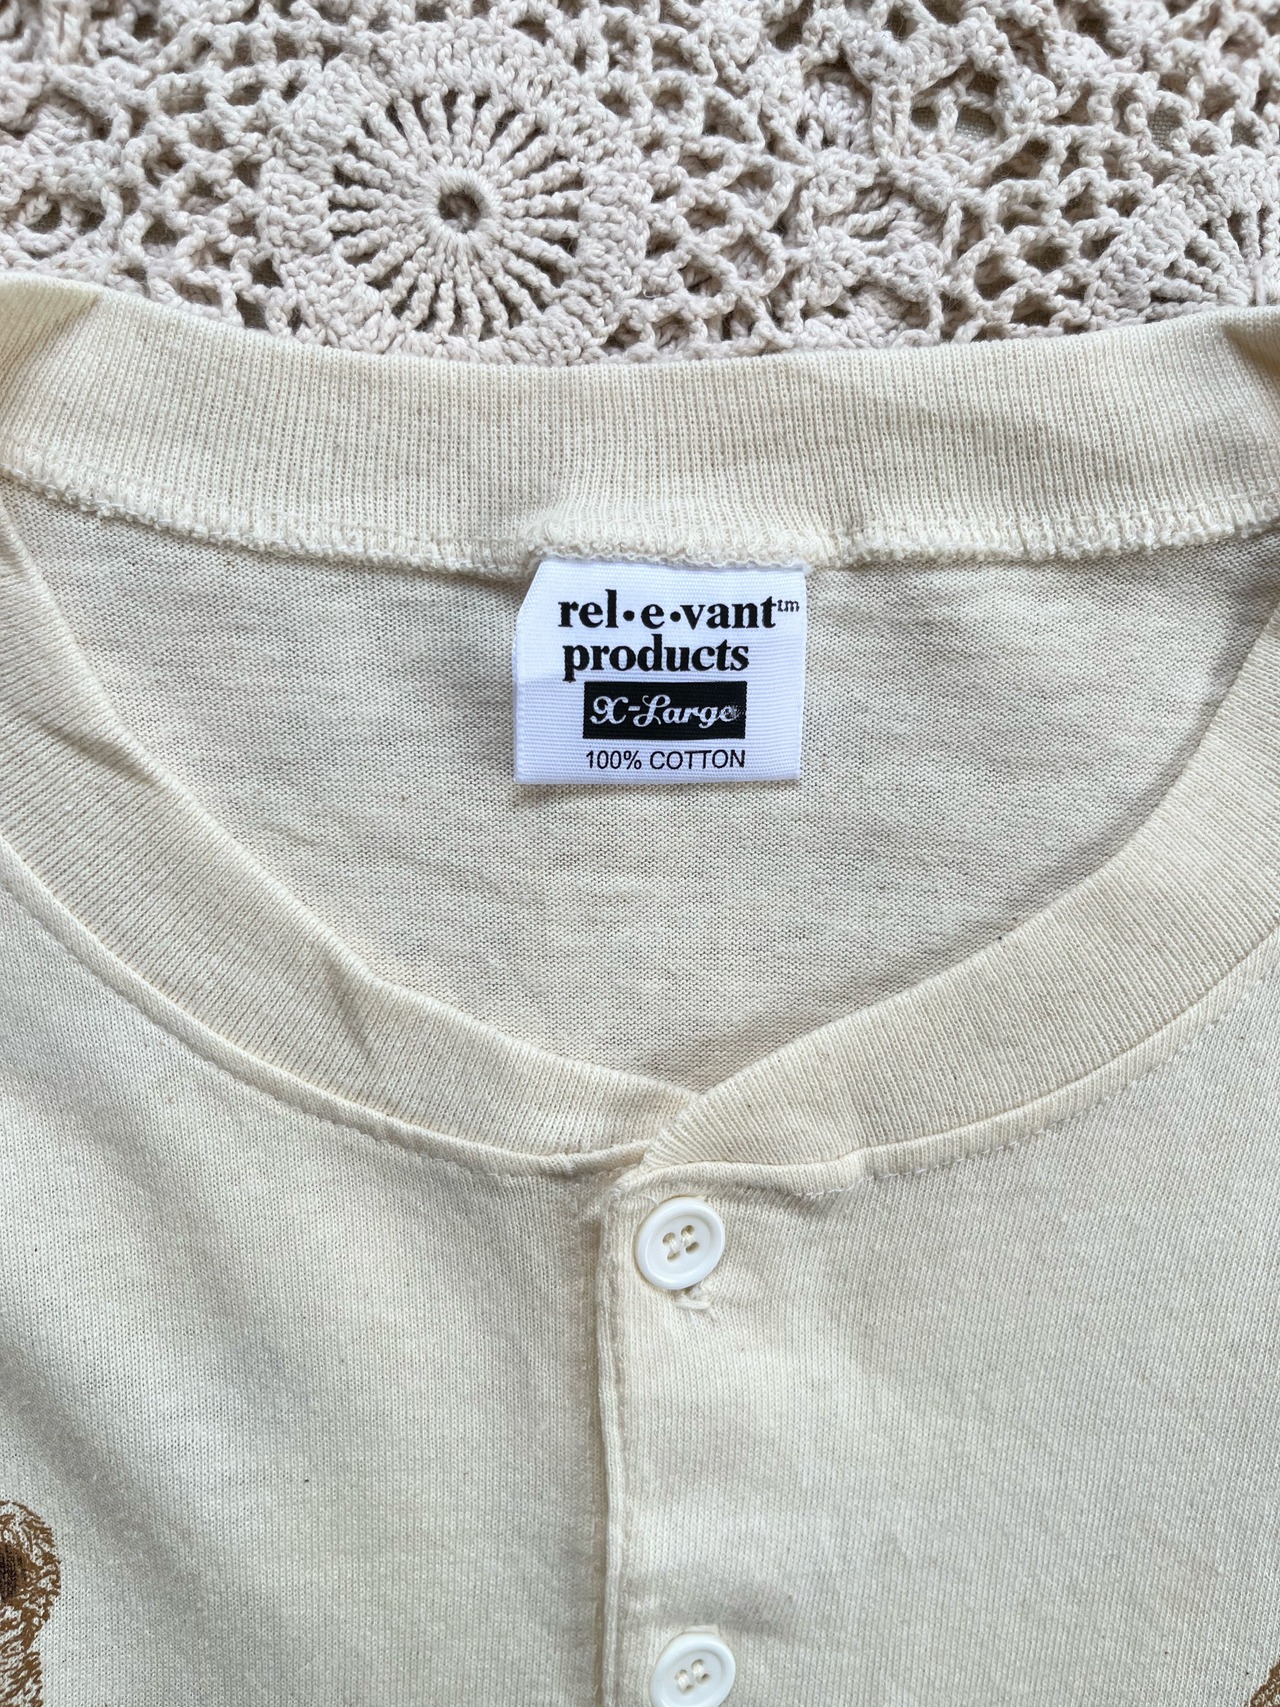 rel•e•vant™
products
X-Large
100% COTTON